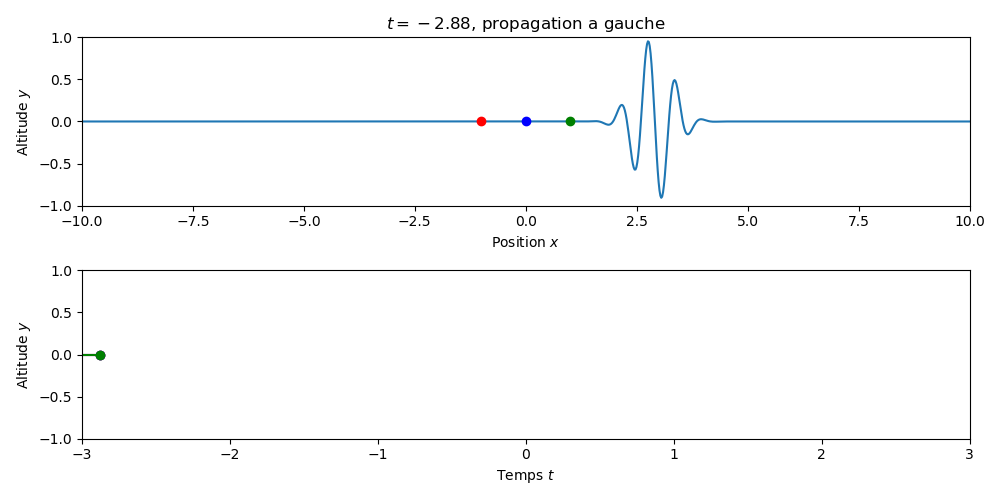 t = −2.88, propagation a gauche
1.0
0.5
0.0
−0.5
−1.0
Altitude y
−10.0 −7.5 −5.0 −2.5 0.0 2.5 5.0 7.5 10.0
Position x
1.0
0.5
0.0
−0.5
−1.0
Altitude y
−3 −2 −1 0 1 2 3
Temps t